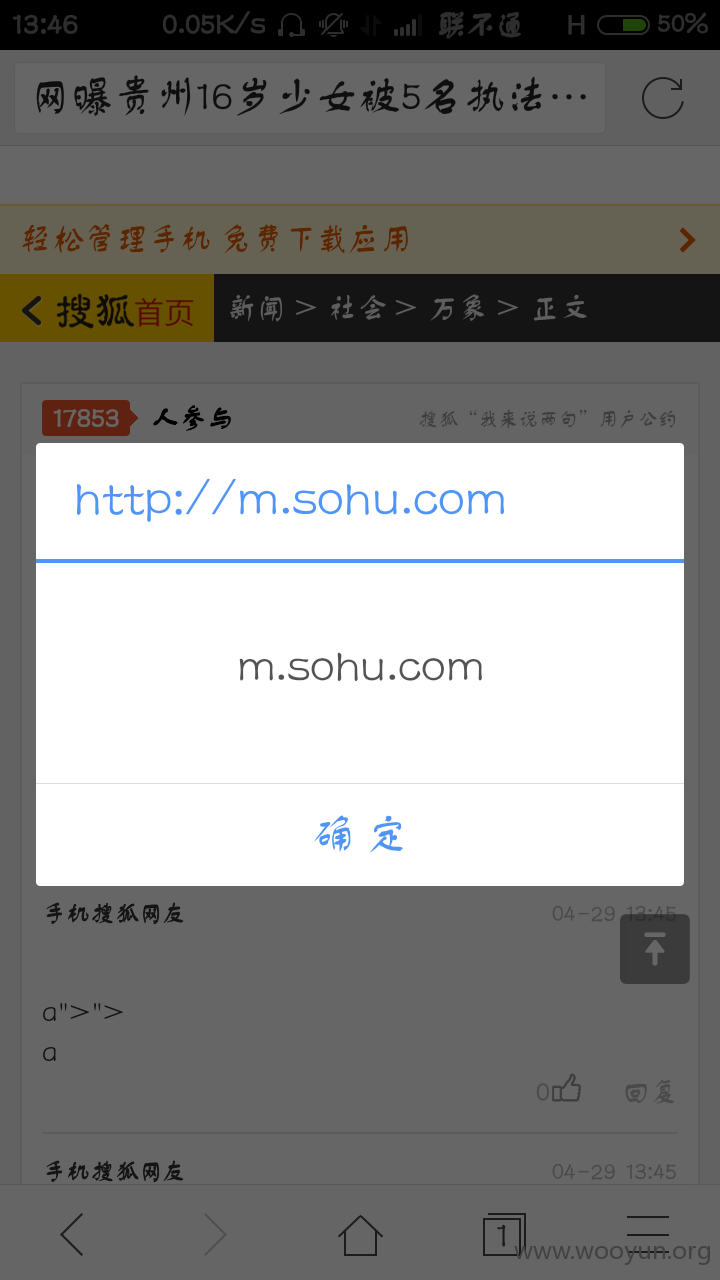 13:46 0.05K/s 联不通 H 50%
网曝贵州16岁少女被5名执法…
轻松管理手机 免费下载应用
搜狐首页 新闻 > 社会 > 万象 > 正文
17853 人参与 搜狐“我来说两句”用户公约
http://m.sohu.com
m.sohu.com
确定
手机搜狐网友 04-29 13:45
a">">
a
0 回复
手机搜狐网友 04-29 13:45
1
www.wooyun.org